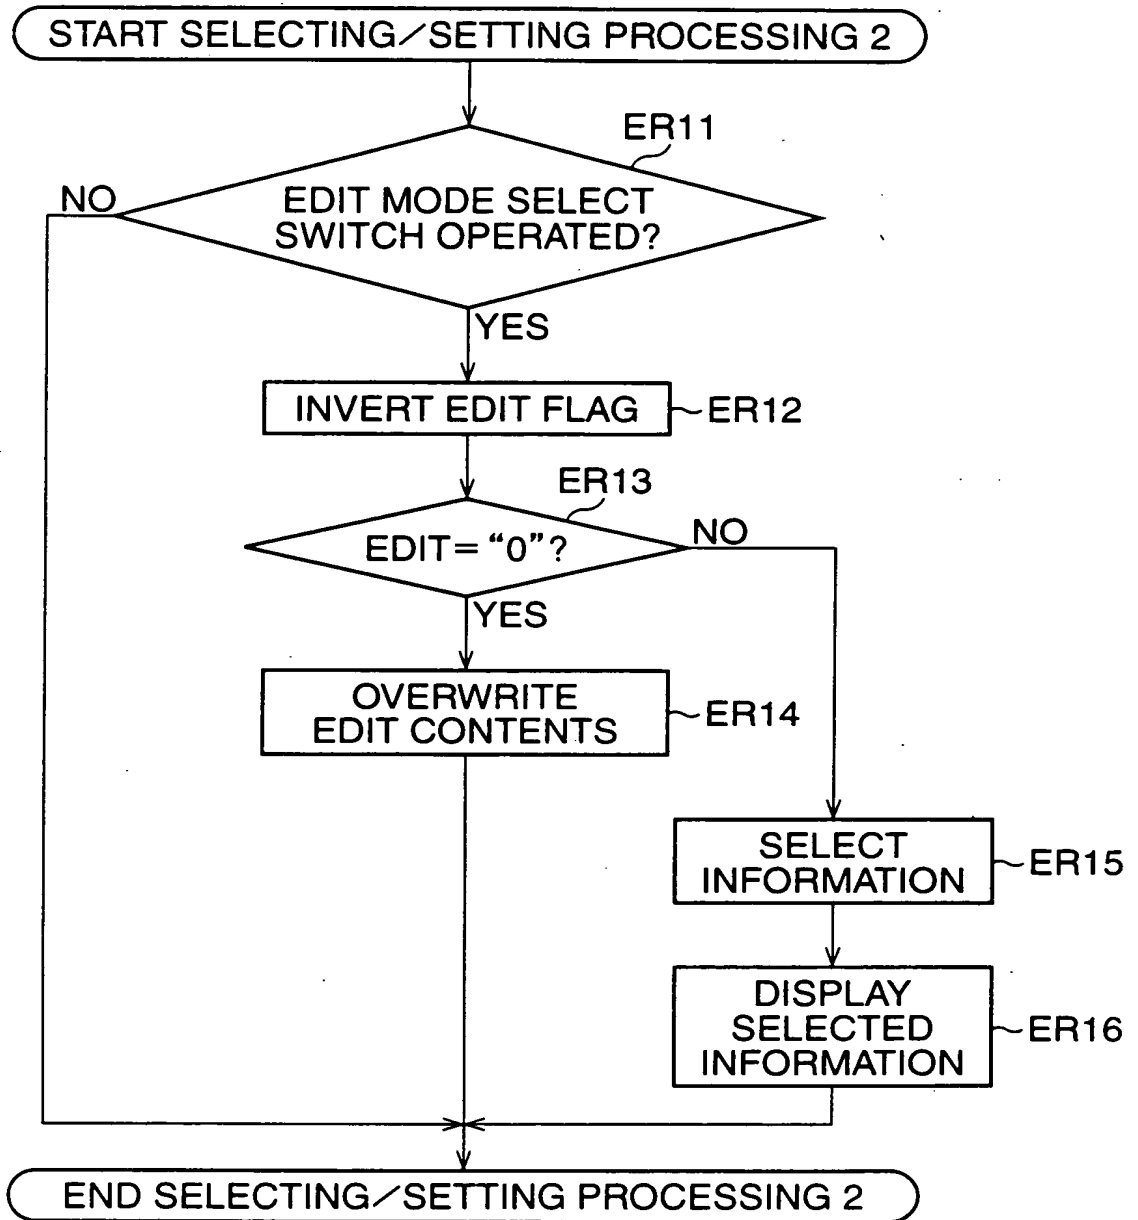 START SELECTING/SETTING PROCESSING 2
ER11
NO
EDIT MODE SELECT
SWITCH OPERATED?
YES
INVERT EDIT FLAG
ER12
ER13
EDIT= “0”?
NO
YES
OVERWRITE
EDIT CONTENTS
ER14
SELECT
INFORMATION
ER15
DISPLAY
SELECTED
INFORMATION
ER16
END SELECTING/SETTING PROCESSING 2